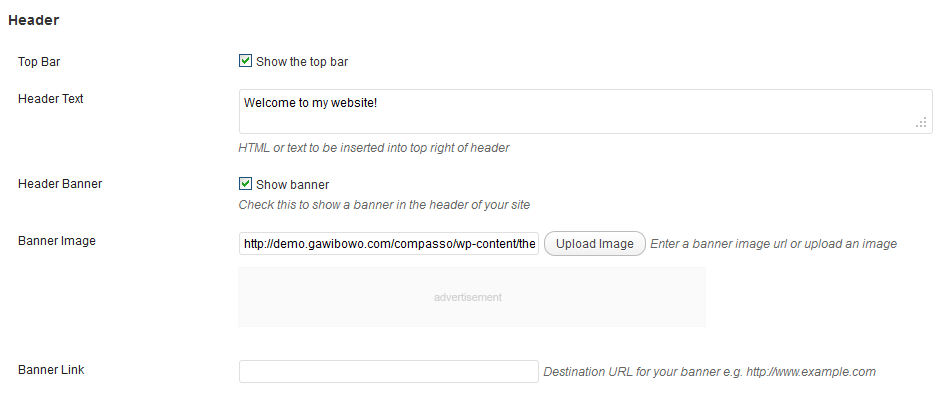 Header
Top Bar
Show the top bar
Header Text
Welcome to my website!
HTML or text to be inserted into top right of header
Header Banner
Show banner
Check this to show a banner in the header of your site
Banner Image
http://demo.gawibowo.com/compasso/wp-content/the
Upload Image
Enter a banner image url or upload an image
advertisement
Banner Link
Destination URL for your banner e.g. http://www.example.com